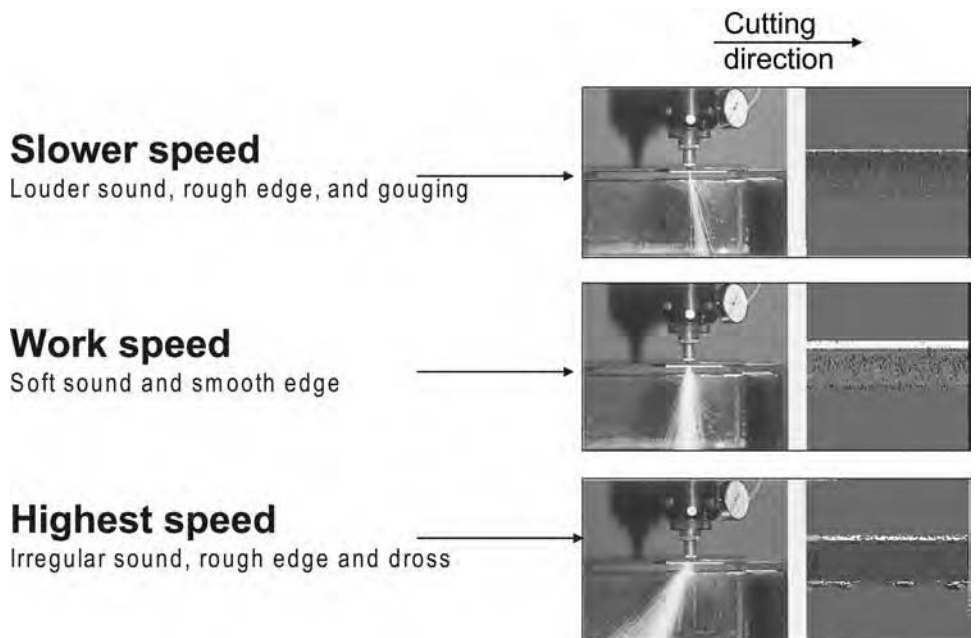 Cutting
direction
Slower speed
Louder sound, rough edge, and gouging
Work speed
Soft sound and smooth edge
Highest speed
Irregular sound, rough edge and dross